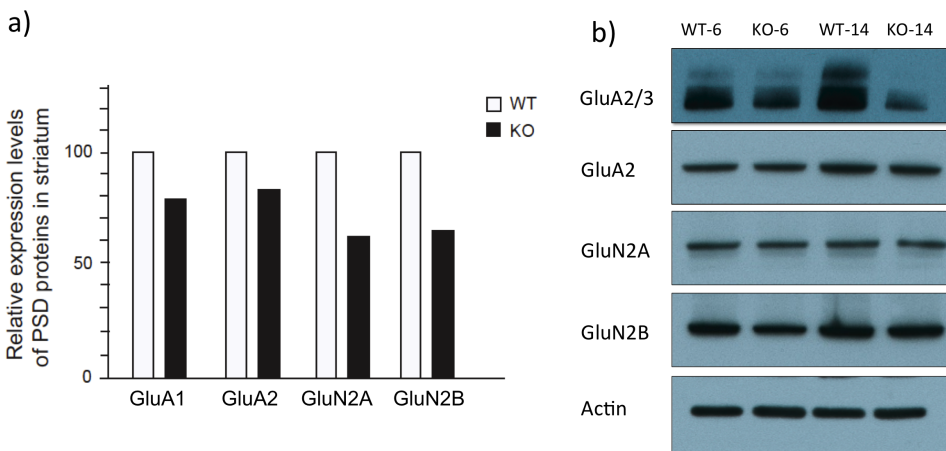 a)
Relative expression levels
of PSD proteins in striatum
100
50
0
WT
KO
GluA1 GluA2 GluN2A GluN2B
b)
WT-6 KO-6 WT-14 KO-14
GluA2/3
GluA2
GluN2A
GluN2B
Actin